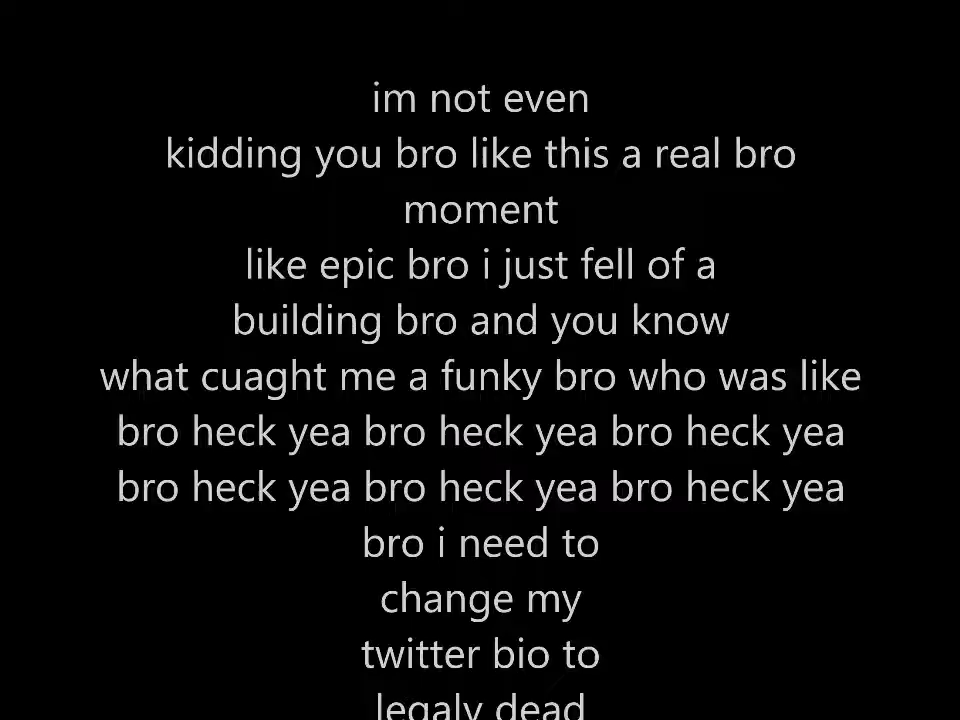 im not even
kidding you bro like this a real bro
moment
like epic bro i just fell of a
building bro and you know
what cuaght me a funky bro who was like
bro heck yea bro heck yea bro heck yea
bro heck yea bro heck yea bro heck yea
bro i need to
change my
twitter bio to
legaly dead